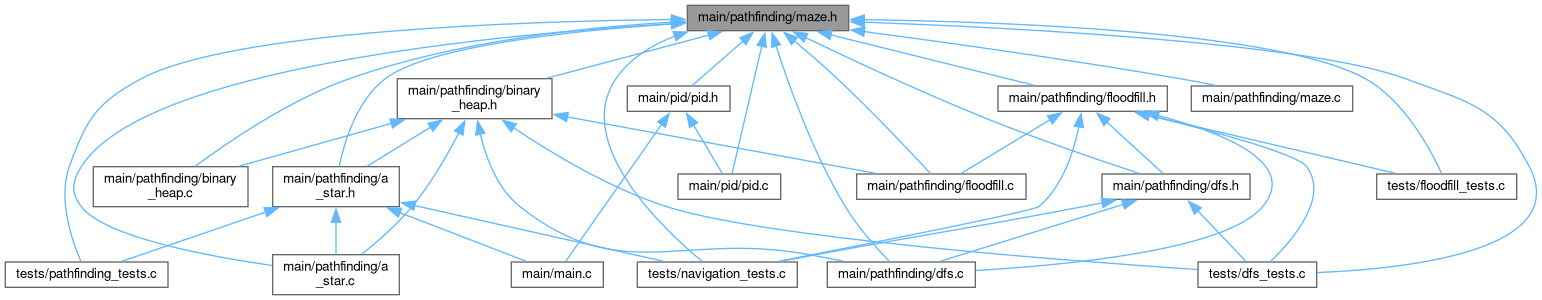 main/pathfinding/maze.h
main/pathfinding/binary
_heap.h
main/pid/pid.h
main/pathfinding/floodfill.h
main/pathfinding/maze.c
main/pathfinding/binary
_heap.c
main/pathfinding/a
_star.h
main/pid/pid.c
main/pathfinding/floodfill.c
main/pathfinding/dfs.h
tests/floodfill_tests.c
tests/pathfinding_tests.c
main/pathfinding/a
_star.c
main/main.c
tests/navigation_tests.c
main/pathfinding/dfs.c
tests/dfs_tests.c